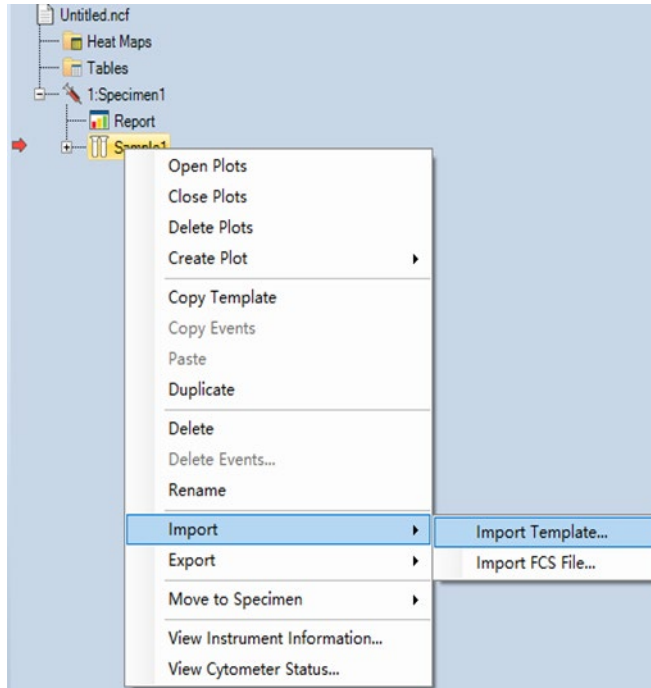 Untitled.ncf
Heat Maps
Tables
1:Specimen1
Report
Sample1
Open Plots
Close Plots
Delete Plots
Create Plot
Copy Template
Copy Events
Paste
Duplicate
Delete
Delete Events...
Rename
Import
Import Template...
Export
Import FCS File...
Move to Specimen
View Instrument Information...
View Cytometer Status...